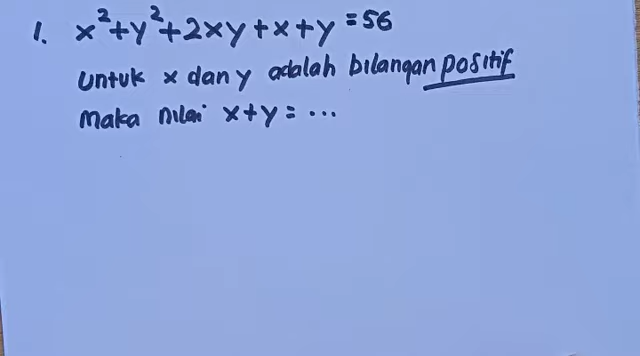 1. x²+y²+2xy+x+y=56
untuk x dan y adalah bilangan positif
maka nilai x+y=...